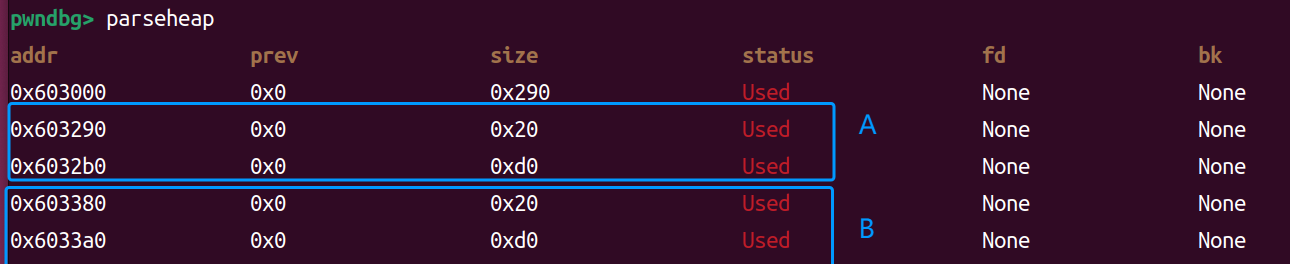 pwndbg> parseheap
addr prev size status fd bk
0x603000 0x0 0x290 Used None None
0x603290 0x0 0x20 Used None None
A
0x6032b0 0x0 0xd0 Used None None
0x603380 0x0 0x20 Used None None
B
0x6033a0 0x0 0xd0 Used None None